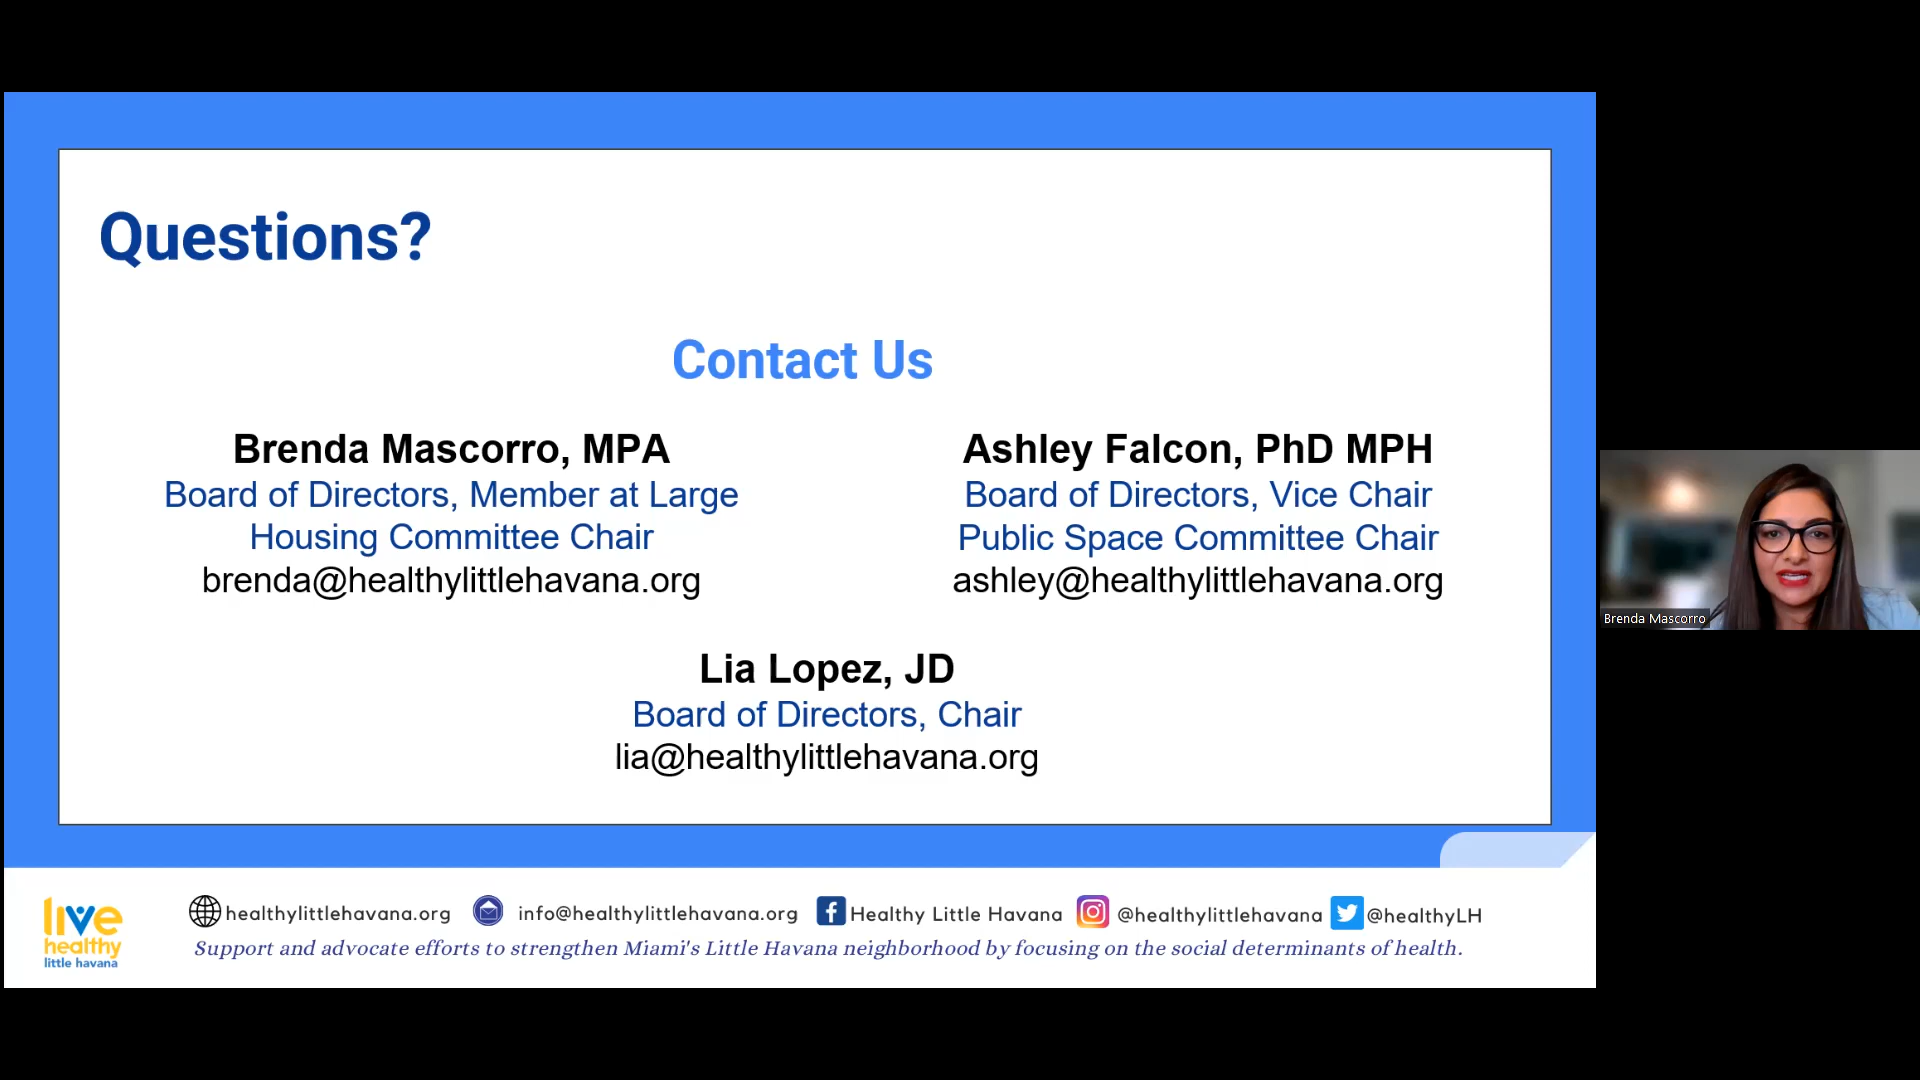 Questions?
Contact Us
Brenda Mascorro, MPA
Board of Directors, Member at Large
Housing Committee Chair
brenda@healthylittlehavana.org
Ashley Falcon, PhD MPH
Board of Directors, Vice Chair
Public Space Committee Chair
ashley@healthylittlehavana.org
Lia Lopez, JD
Board of Directors, Chair
lia@healthylittlehavana.org
Brenda Mascorro
live
healthy
little havana
healthylittlehavana.org info@healthylittlehavana.org Healthy Little Havana @healthylittlehavana @healthyLH
Support and advocate efforts to strengthen Miami's Little Havana neighborhood by focusing on the social determinants of health.